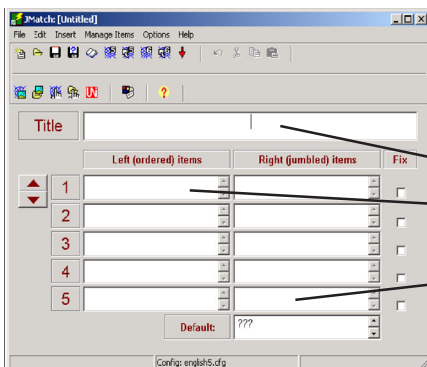 JMatch: [Untitled]
File Edit Insert Manage Items Options Help
Title
Left (ordered) items Right (jumbled) items Fix
1
2
3
4
5
Default: ???
Config: english5.cfg